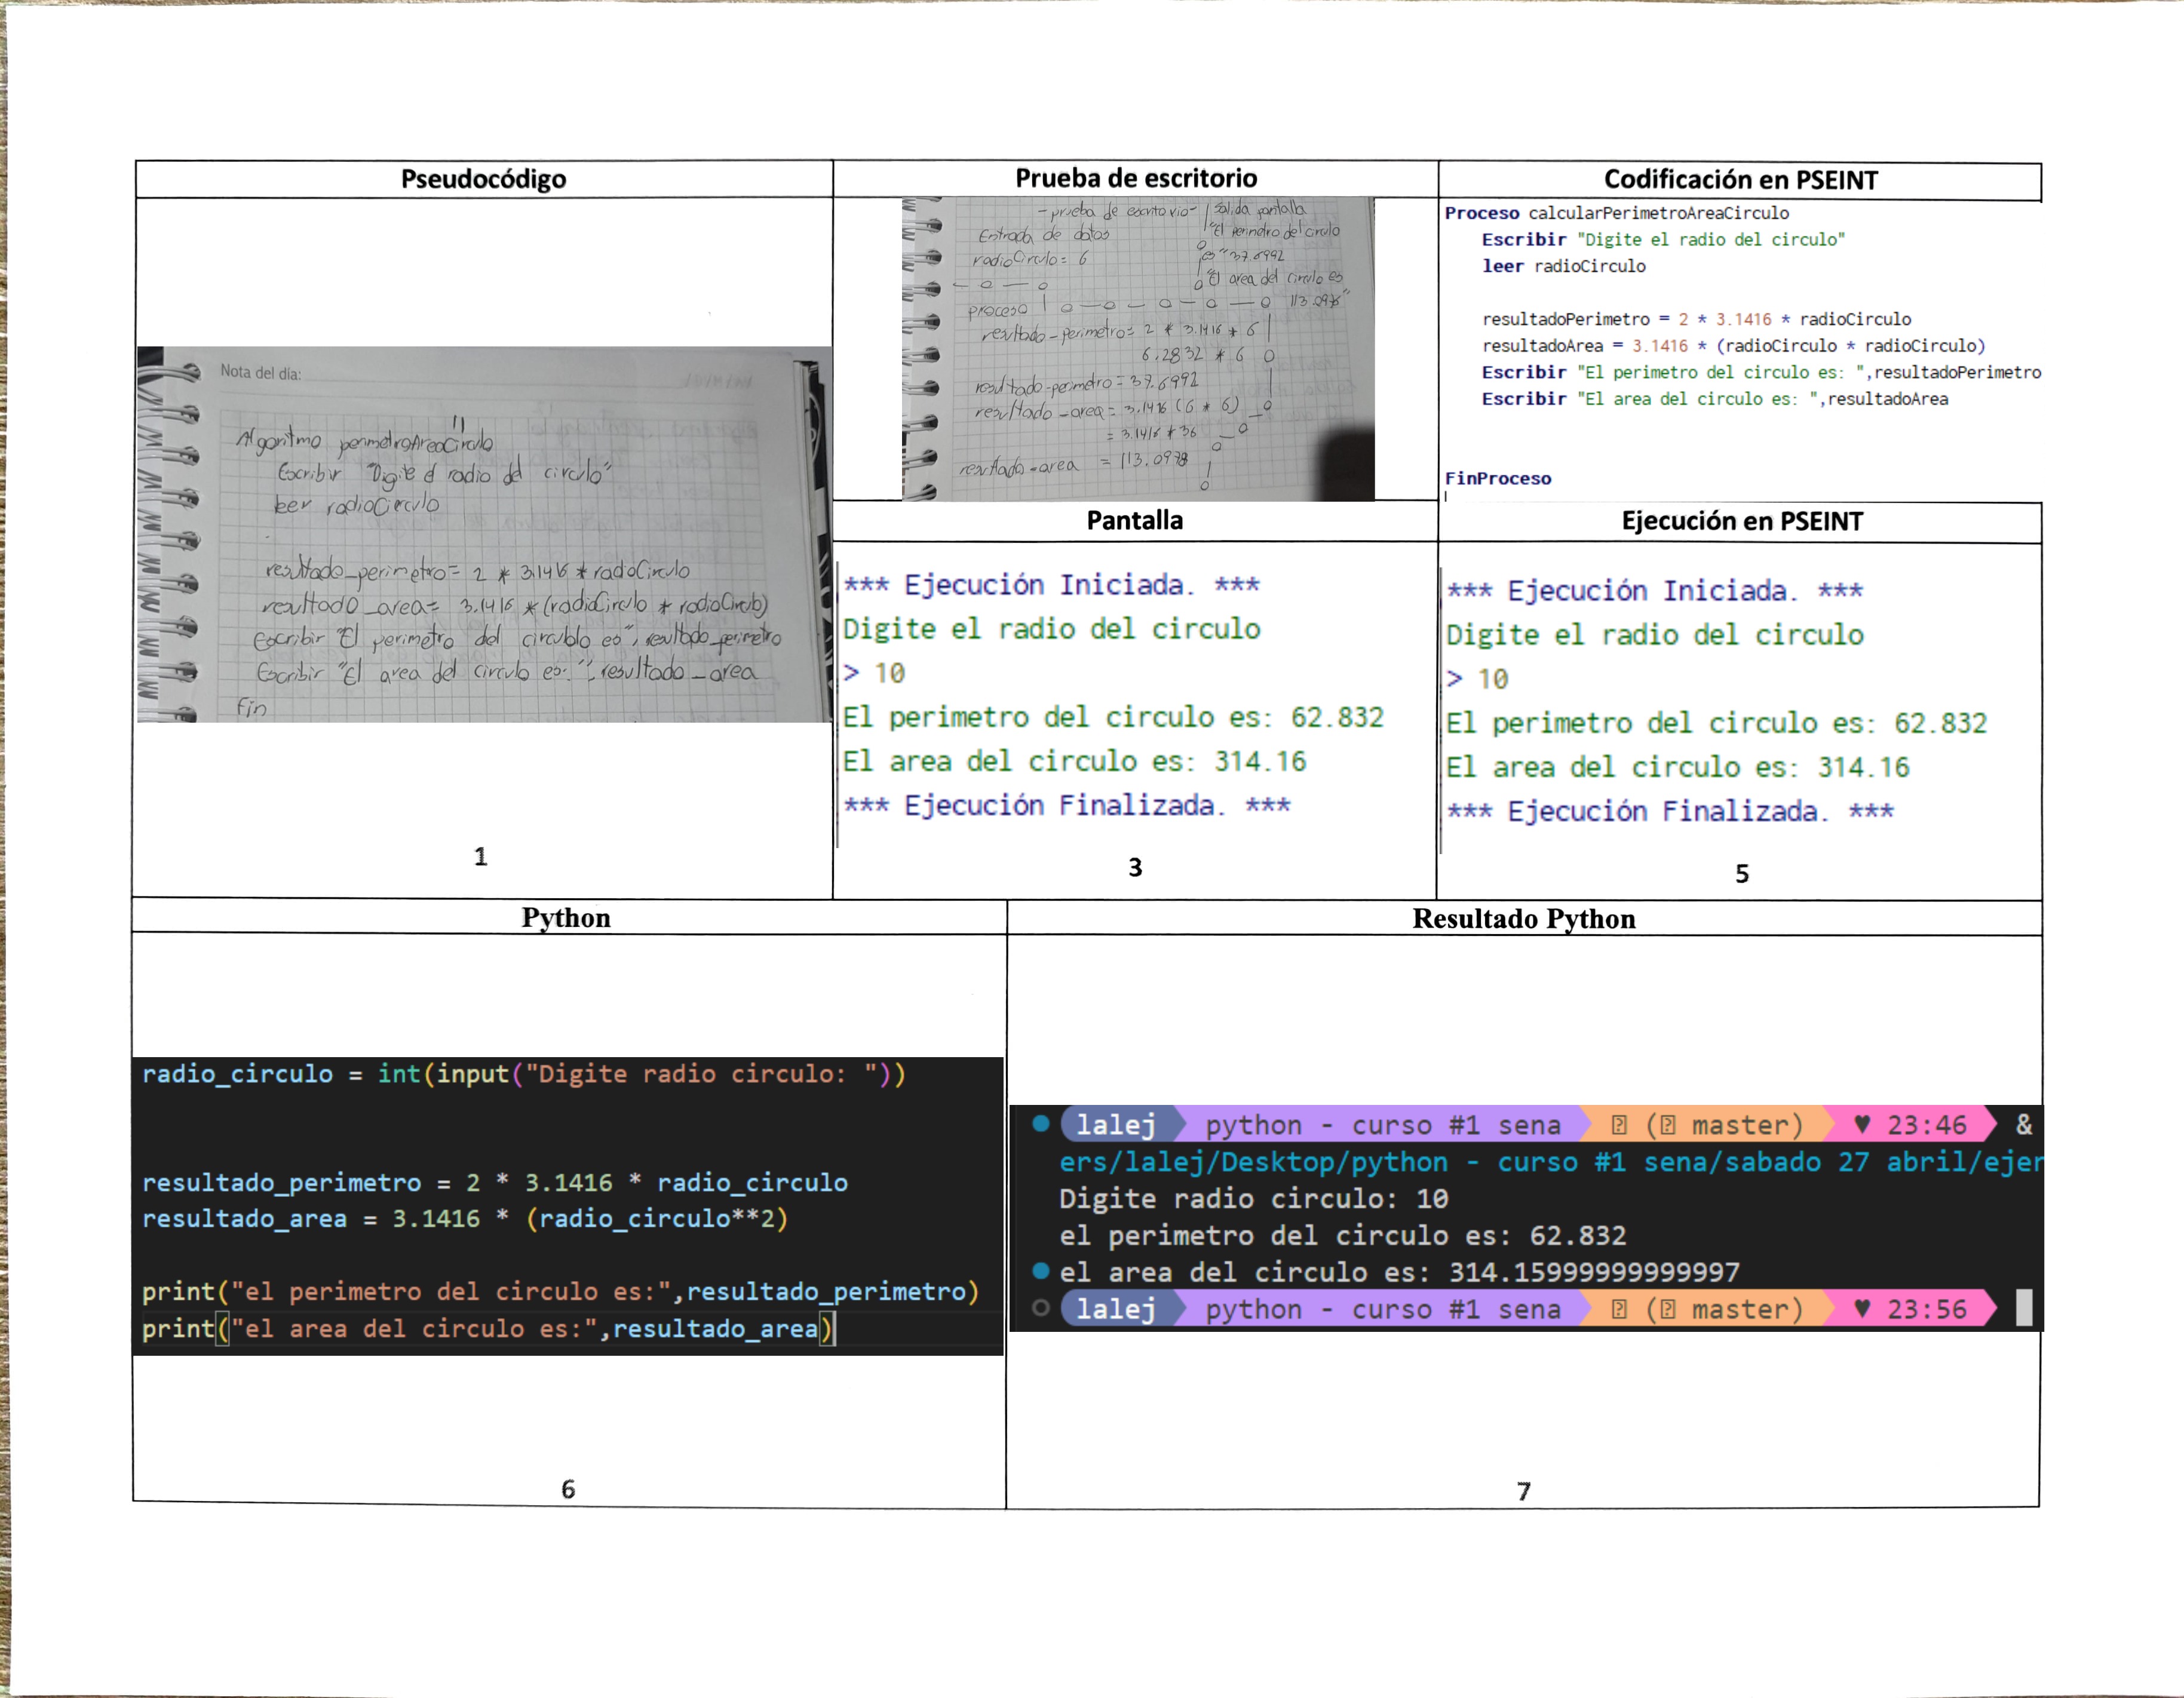 Pseudocódigo
Nota del día:
11
Algoritmo perimetroAreaCirculo
Escribir "Digite el radio del circulo"
leer radioCirculo
resultado_perimetro= 2 * 3.1416 * radioCirculo
resultado_area= 3.1416 * (radioCirculo * radioCirculo)
Escribir "El perimetro del circublo es", resultado_perimetro
Escribir "El area del circulo es: ", resultado_area
Fin
1
Prueba de escritorio
-prueba de escritorio-
Entrada de datos
radioCirculo= 6
proceso
resultado-perimetro= 2 * 3.1416 * 6
6.2832 * 6
resultado-perimetro= 37.6992
resultado-area= 3.1416 (6 * 6)
= 3.1416 * 36
resultado-area = 113.0978
Salida pantalla
"El perimetro del circulo
es "37.6992
"El area del circulo es
113.0976"
Pantalla
*** Ejecución Iniciada. ***
Digite el radio del circulo
> 10
El perimetro del circulo es: 62.832
El area del circulo es: 314.16
*** Ejecución Finalizada. ***
3
Codificación en PSEINT
Proceso calcularPerimetroAreaCirculo
Escribir "Digite el radio del circulo"
leer radioCirculo
resultadoPerimetro = 2 * 3.1416 * radioCirculo
resultadoArea = 3.1416 * (radioCirculo * radioCirculo)
Escribir "El perimetro del circulo es: ",resultadoPerimetro
Escribir "El area del circulo es: ",resultadoArea
FinProceso
Ejecución en PSEINT
*** Ejecución Iniciada. ***
Digite el radio del circulo
> 10
El perimetro del circulo es: 62.832
El area del circulo es: 314.16
*** Ejecución Finalizada. ***
5
Python
radio_circulo = int(input("Digite radio circulo: "))
resultado_perimetro = 2 * 3.1416 * radio_circulo
resultado_area = 3.1416 * (radio_circulo**2)
print("el perimetro del circulo es:",resultado_perimetro)
print("el area del circulo es:",resultado_area)
6
Resultado Python
lalej python - curso #1 sena ( master) ♥ 23:46 &
ers/lalej/Desktop/python - curso #1 sena/sabado 27 abril/ejer
Digite radio circulo: 10
el perimetro del circulo es: 62.832
el area del circulo es: 314.15999999999997
lalej python - curso #1 sena ( master) ♥ 23:56
7